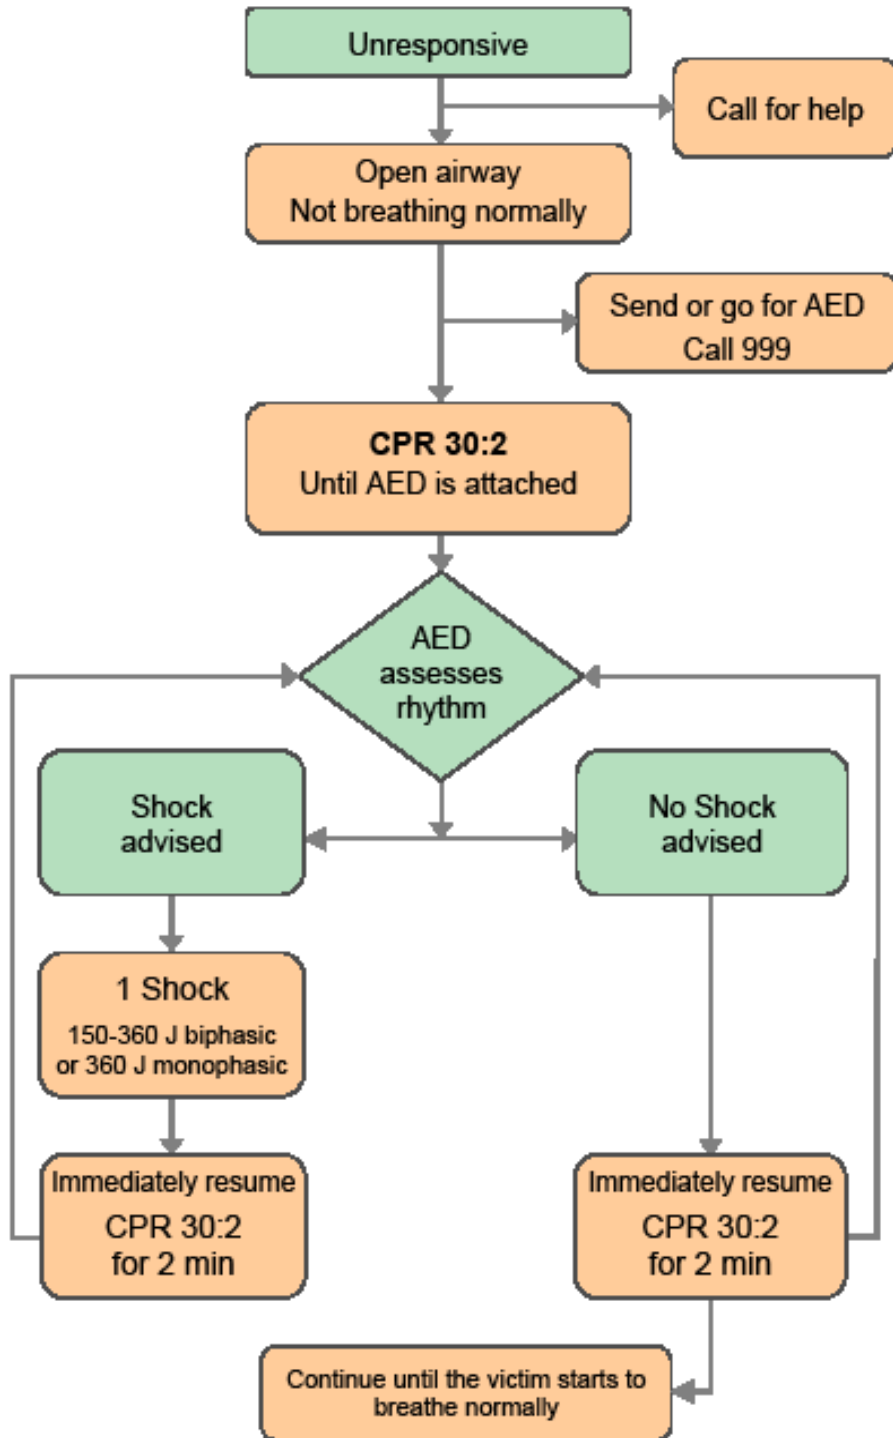 Unresponsive
Call for help
Open airway
Not breathing normally
Send or go for AED
Call 999
CPR 30:2
Until AED is attached
AED
assesses
rhythm
Shock
advised
No Shock
advised
1 Shock
150-360 J biphasic
or 360 J monophasic
Immediately resume
CPR 30:2
for 2 min
Immediately resume
CPR 30:2
for 2 min
Continue until the victim starts to
breathe normally